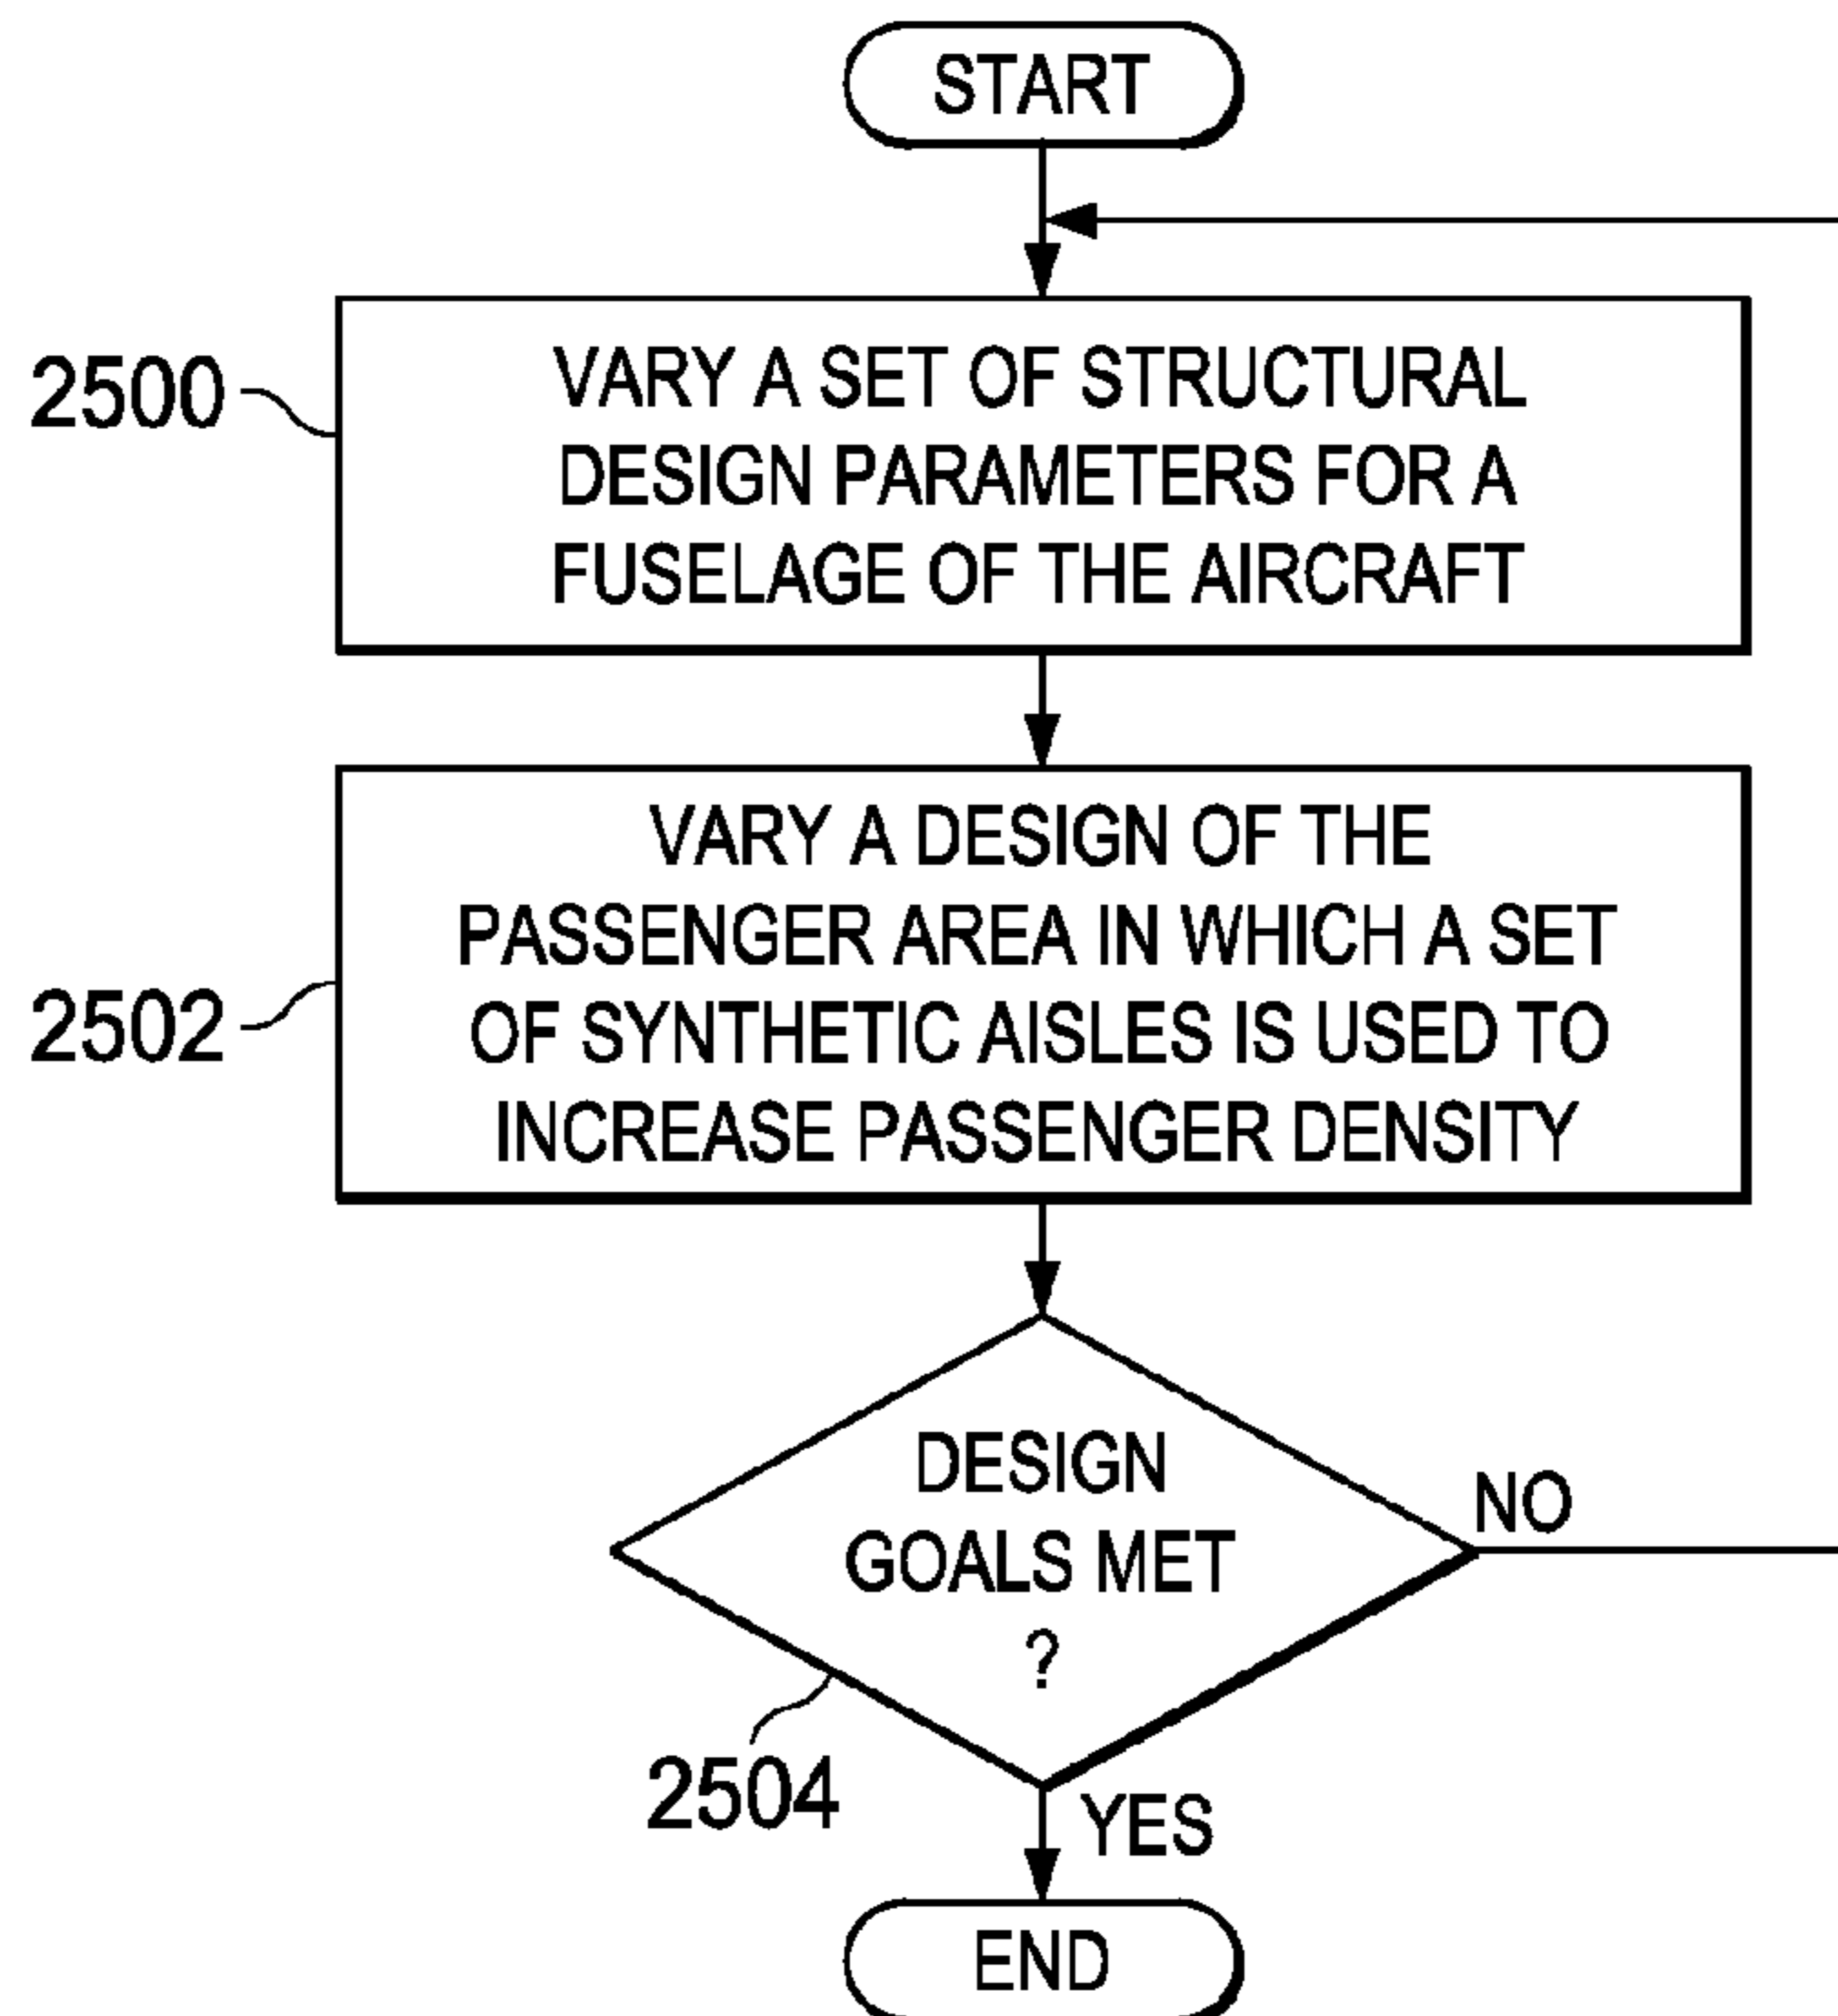 START
2500
VARY A SET OF STRUCTURAL
DESIGN PARAMETERS FOR A
FUSELAGE OF THE AIRCRAFT
2502
VARY A DESIGN OF THE
PASSENGER AREA IN WHICH A SET
OF SYNTHETIC AISLES IS USED TO
INCREASE PASSENGER DENSITY
DESIGN
GOALS MET
?
NO
2504
YES
END